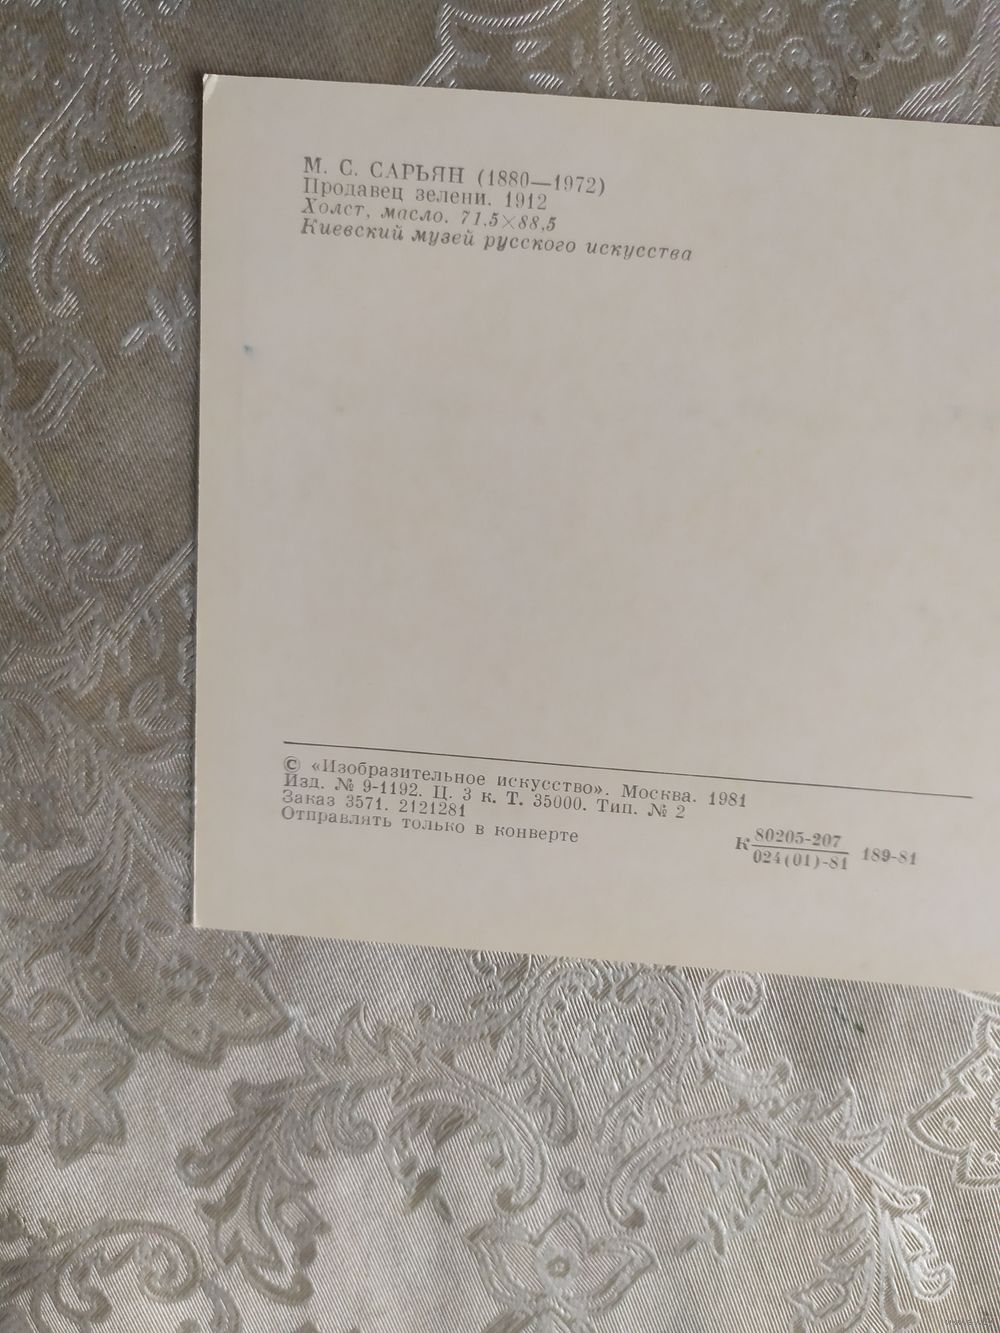 М. С. САРЬЯН (1880—1972)
Продавец зелени. 1912
Холст, масло. 71,5×88,5
Киевский музей русского искусства
© «Изобразительное искусство». Москва. 1981
Изд. № 9-1192. Ц. 3 к. Т. 35000. Тип. № 2
Заказ 3571. 2121281
Отправлять только в конверте
К 80205-207
024(01)-81 189-81